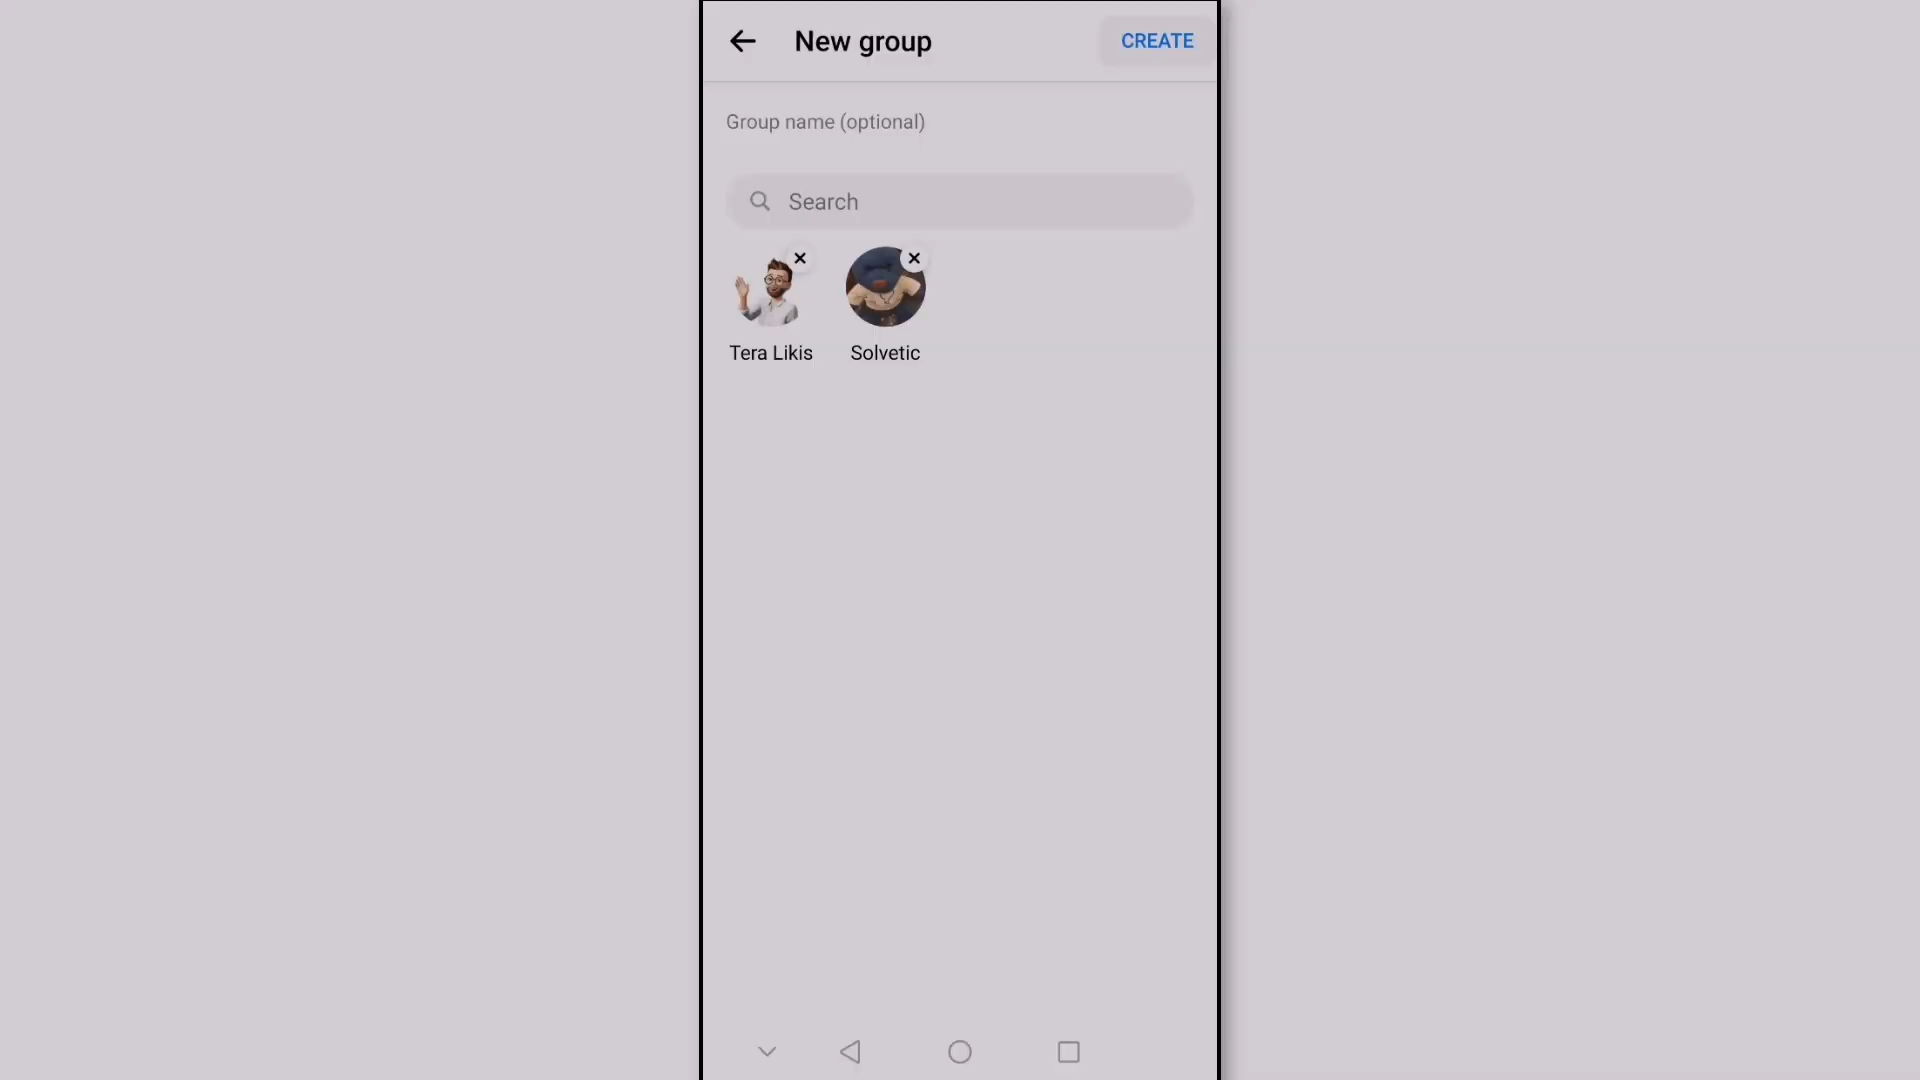 New group
CREATE
Group name (optional)
Search
Tera Likis
Solvetic